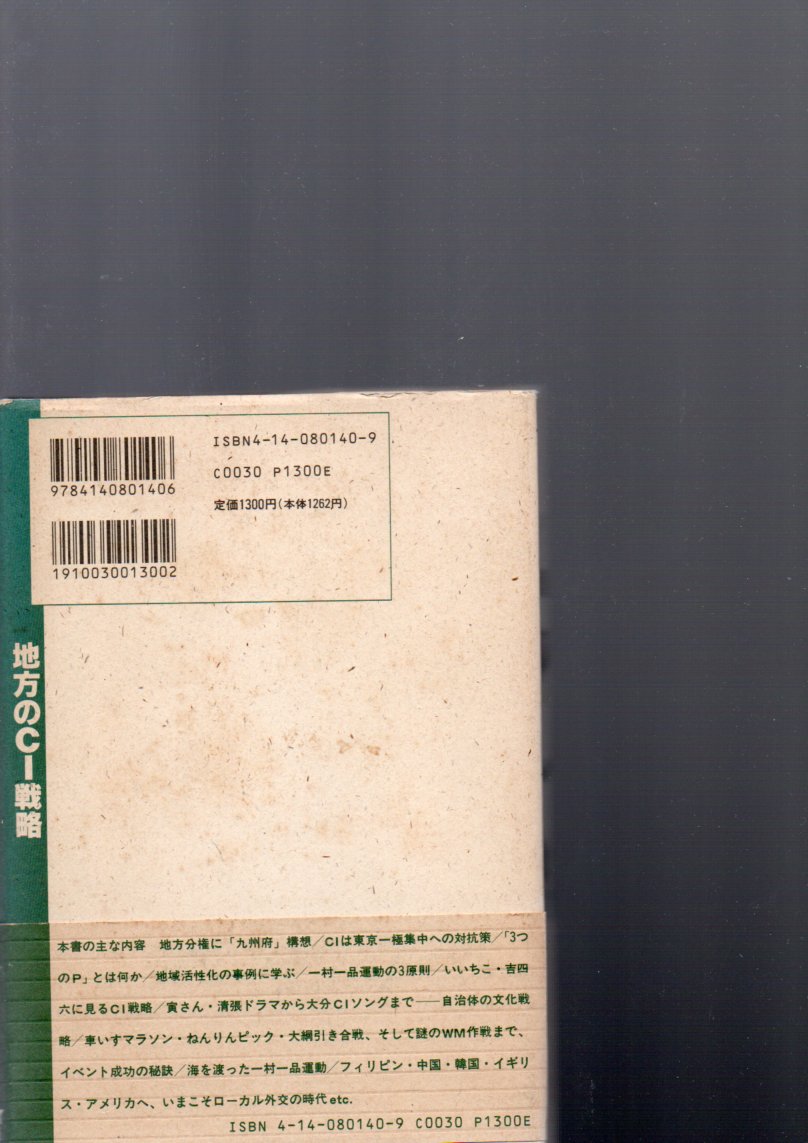 ISBN4-14-080140-9
C0030 P1300E
定価1300円(本体1262円)
9784140801406
1910030013002
地方のCI戦略
本書の主な内容 地方分権に「九州府」構想/CIは東京一極集中への対抗策/「3つ
のP」とは何か/地域活性化の事例に学ぶ/一村一品運動の3原則/いいちこ・吉四
六に見るCI戦略/寅さん・清張ドラマから大分CIソングまで――自治体の文化戦
略/車いすマラソン・ねんりんピック・大綱引き合戦、そして謎のWM作戦まで、
イベント成功の秘訣/海を渡った一村一品運動/フィリピン・中国・韓国・イギリ
ス・アメリカへ、いまこそローカル外交の時代etc.
ISBN 4-14-080140-9 C0030 P1300E